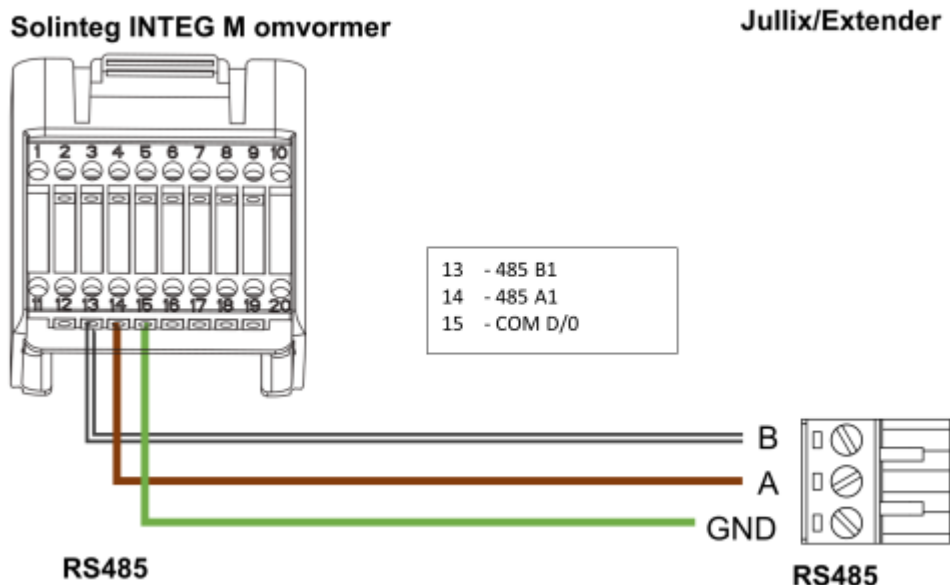 Solinteg INTEG M omvormer
Jullix/Extender
1 2 3 4 5 6 7 8 9 10
11 12 13 14 15 16 17 18 19 20
13 - 485 B1
14 - 485 A1
15 - COM D/0
B
A
GND
RS485
RS485